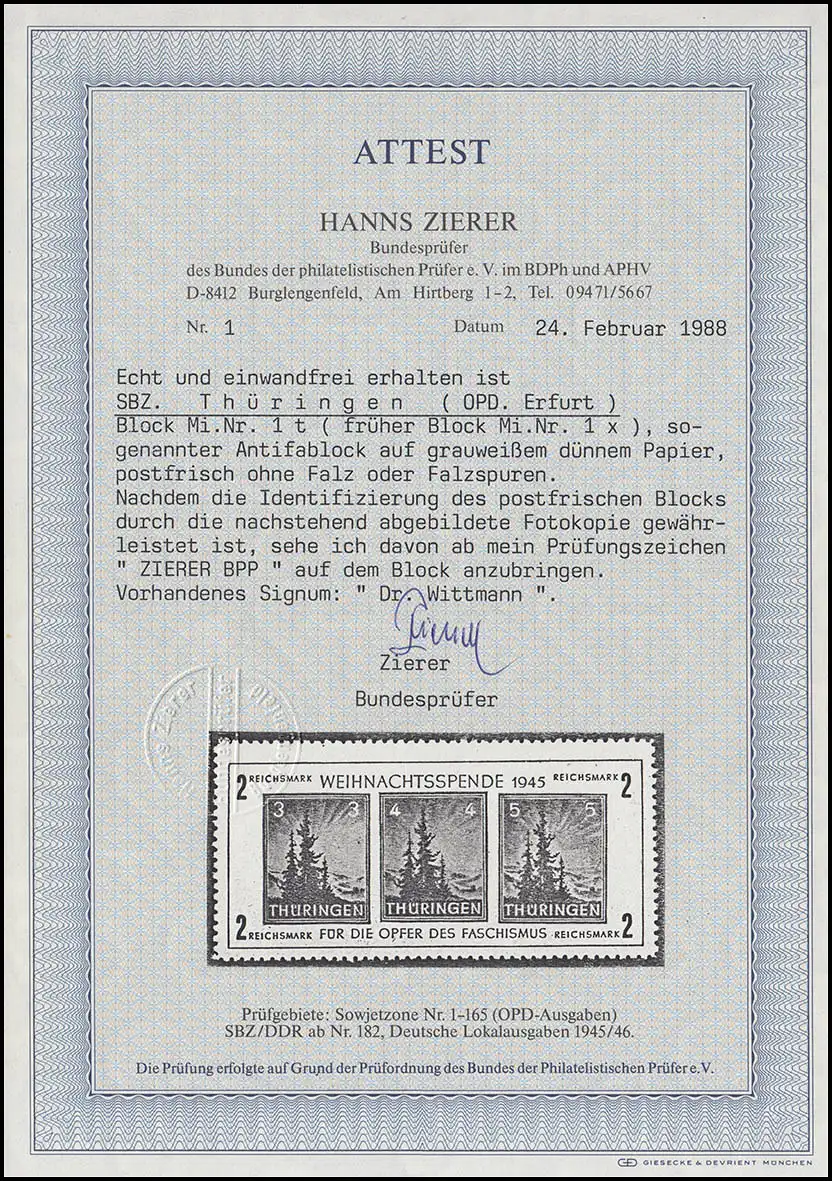 ATTEST
HANNS ZIERER
Bundesprüfer
des Bundes der philatelistischen Prüfer e. V. im BDPh und APHV
D-8412 Burglengenfeld, Am Hirtberg 1-2, Tel. 09471/5667
Nr. 1 Datum 24. Februar 1988
Echt und einwandfrei erhalten ist
SBZ. T h ü r i n g e n ( OPD. Erfurt )
Block Mi.Nr. 1 t ( früher Block Mi.Nr. 1 x ), so-
genannter Antifablock auf grauweißem dünnem Papier,
postfrisch ohne Falz oder Falzspuren.
Nachdem die Identifizierung des postfrischen Blocks
durch die nachstehend abgebildete Fotokopie gewähr-
leistet ist, sehe ich davon ab mein Prüfungszeichen
" ZIERER BPP " auf dem Block anzubringen.
Vorhandenes Signum: " Dr. Wittmann ".
Zierer
Zierer
Bundesprüfer
Hanns Zierer
2 REICHSMARK WEIHNACHTSSPENDE 1945 REICHSMARK 2
3 3 4 4 5 5
THÜRINGEN THÜRINGEN THÜRINGEN
2 REICHSMARK FÜR DIE OPFER DES FASCHISMUS REICHSMARK 2
Prüfgebiete: Sowjetzone Nr. 1-165 (OPD-Ausgaben)
SBZ/DDR ab Nr. 182, Deutsche Lokalausgaben 1945/46.
Die Prüfung erfolgte auf Grund der Prüfordnung des Bundes der Philatelistischen Prüfer e.V.
GIESECKE & DEVRIENT MÜNCHEN